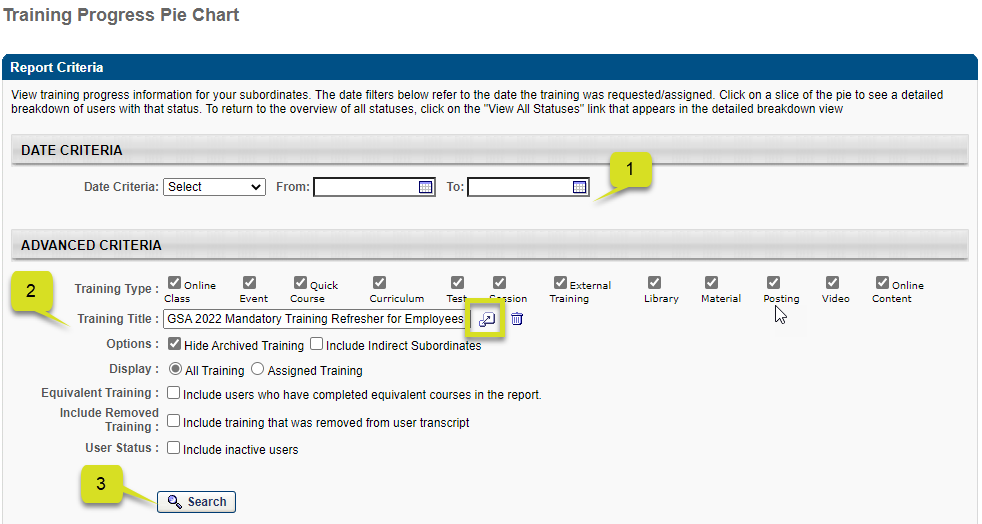 Training Progress Pie Chart
Report Criteria
View training progress information for your subordinates. The date filters below refer to the date the training was requested/assigned. Click on a slice of the pie to see a detailed
breakdown of users with that status. To return to the overview of all statuses, click on the "View All Statuses" link that appears in the detailed breakdown view
DATE CRITERIA
Date Criteria: Select From: To:
1
ADVANCED CRITERIA
2
Training Type : Online Class Event Quick Course Curriculum Test Session External Training Library Material Posting Video Online Content
Training Title : GSA 2022 Mandatory Training Refresher for Employees
Options : Hide Archived Training Include Indirect Subordinates
Display : All Training Assigned Training
Equivalent Training : Include users who have completed equivalent courses in the report.
Include Removed
Training : Include training that was removed from user transcript
User Status : Include inactive users
3
Search